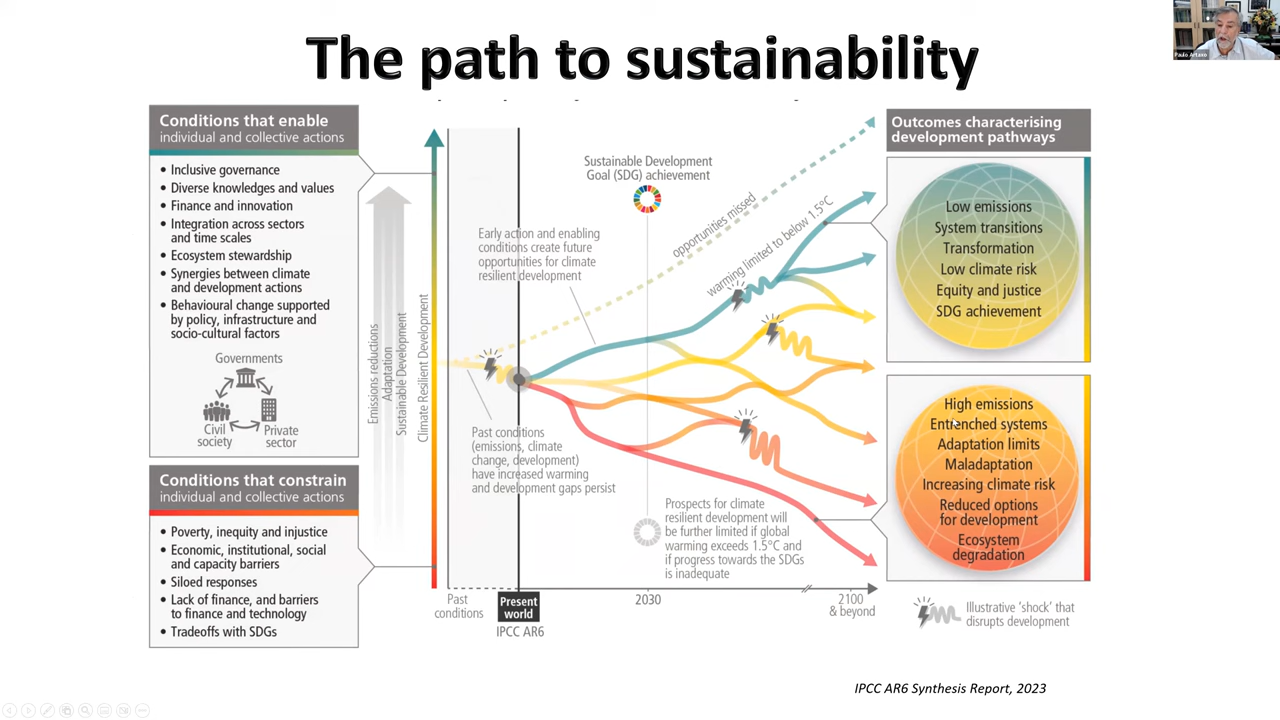 The path to sustainability
Paulo Artaxo
Conditions that enable
individual and collective actions
• Inclusive governance
• Diverse knowledges and values
• Finance and innovation
• Integration across sectors
and time scales
• Ecosystem stewardship
• Synergies between climate
and development actions
• Behavioural change supported
by policy, infrastructure and
socio-cultural factors
Governments
Civil
society
Private
sector
Conditions that constrain
individual and collective actions
• Poverty, inequity and injustice
• Economic, institutional, social
and capacity barriers
• Siloed responses
• Lack of finance, and barriers
to finance and technology
• Tradeoffs with SDGs
Emissions reductions
Adaptation
Sustainable Development
Climate Resilient Development
Sustainable Development
Goal (SDG) achievement
Early action and enabling
conditions create future
opportunities for climate
resilient development
opportunities missed
warming limited to below 1.5°C
Past conditions
(emissions, climate
change, development)
have increased warming
and development gaps persist
Prospects for climate
resilient development will
be further limited if global
warming exceeds 1.5°C and
if progress towards the SDGs
is inadequate
Past
conditions
Present
world
IPCC AR6
2030
2100
& beyond
Outcomes characterising
development pathways
Low emissions
System transitions
Transformation
Low climate risk
Equity and justice
SDG achievement
High emissions
Entrenched systems
Adaptation limits
Maladaptation
Increasing climate risk
Reduced options
for development
Ecosystem
degradation
Illustrative 'shock' that
disrupts development
IPCC AR6 Synthesis Report, 2023